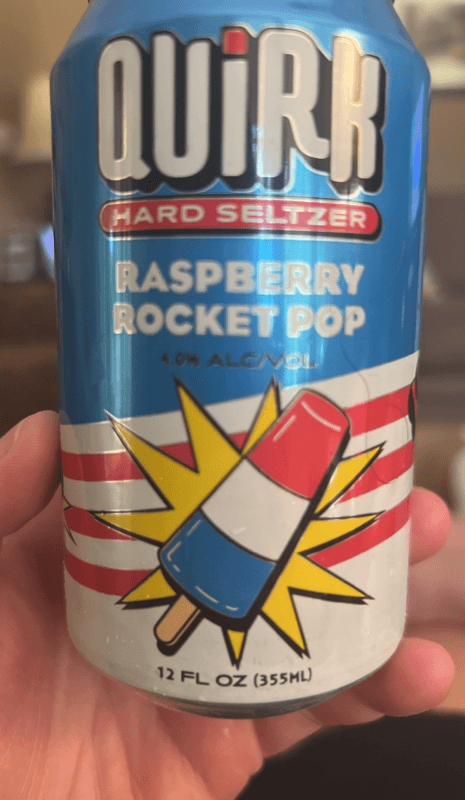 QUiRK
HARD SELTZER
RASPBERRY
ROCKET POP
4.0% ALC/VOL
12 FL OZ (355ML)